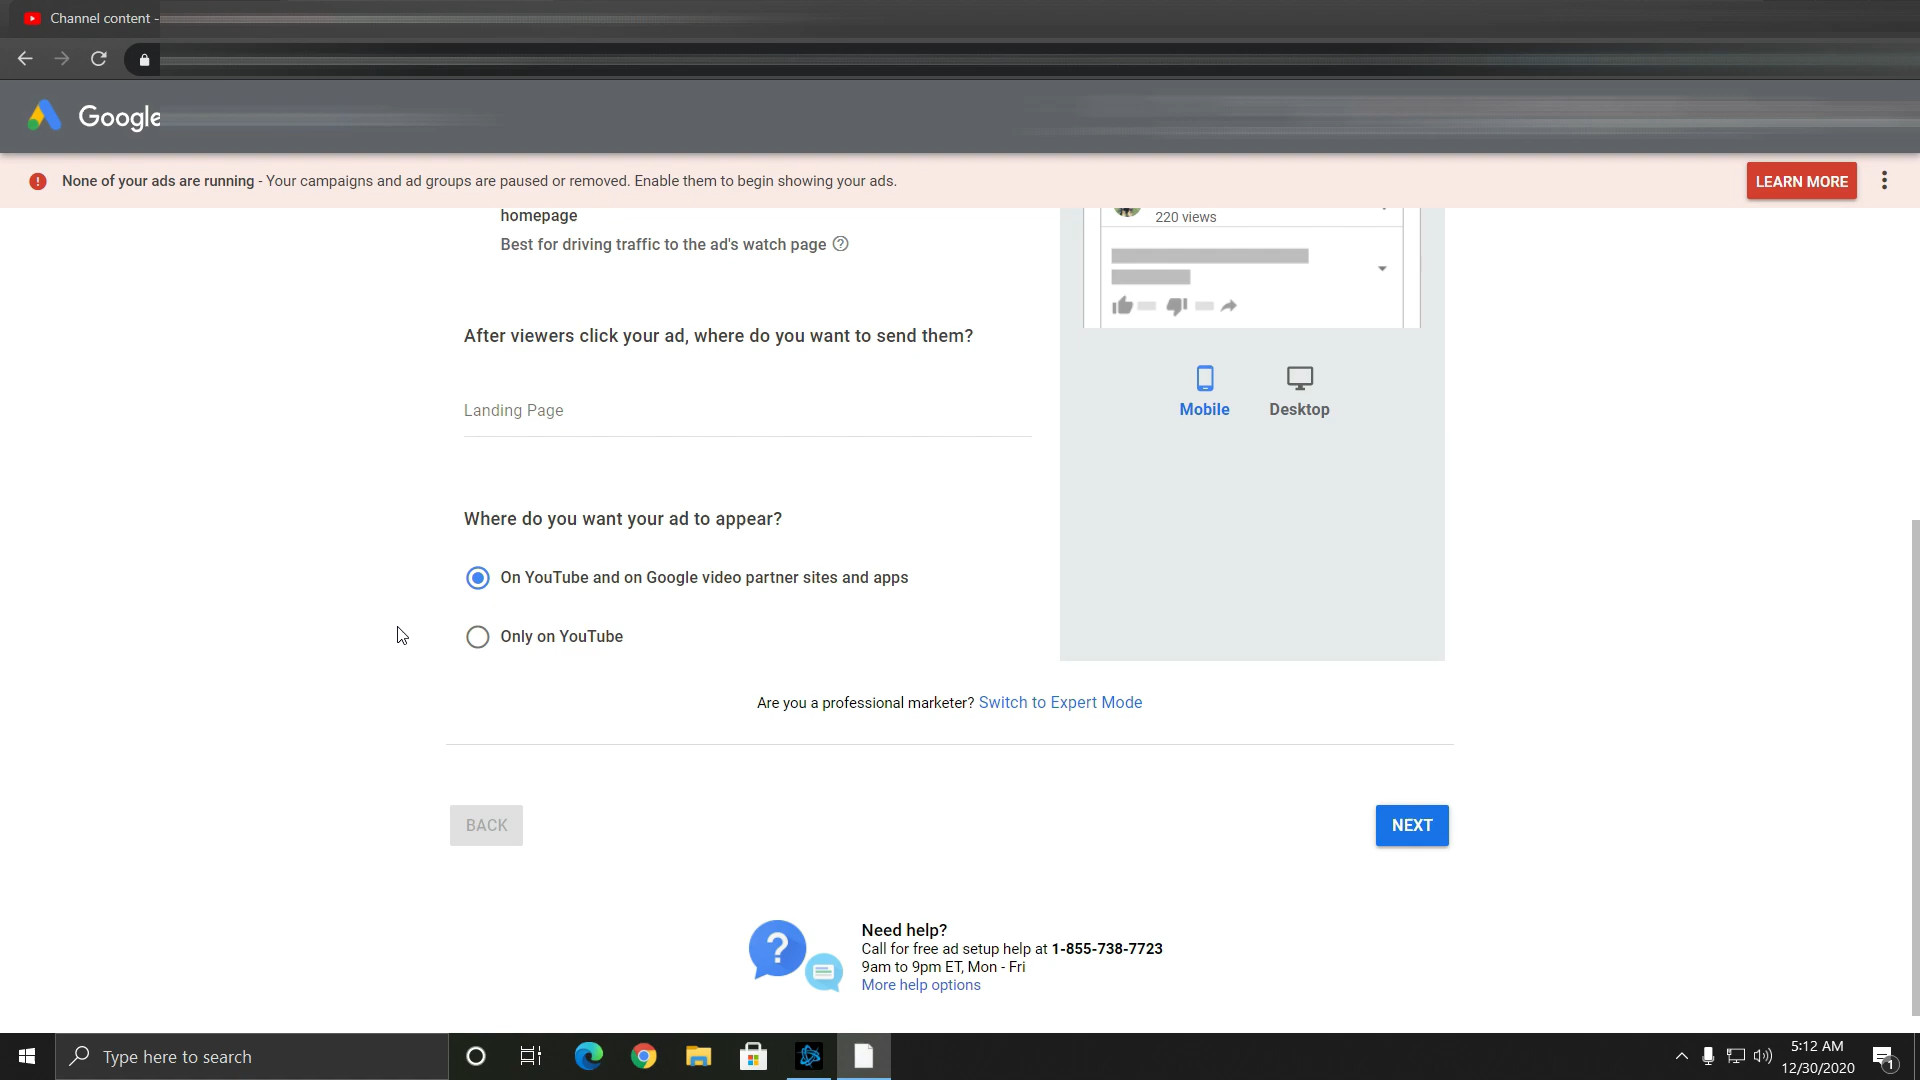 Channel content -
Google
None of your ads are running - Your campaigns and ad groups are paused or removed. Enable them to begin showing your ads.
LEARN MORE
homepage
220 views
Best for driving traffic to the ad's watch page ?
After viewers click your ad, where do you want to send them?
Mobile
Desktop
Landing Page
Where do you want your ad to appear?
On YouTube and on Google video partner sites and apps
Only on YouTube
Are you a professional marketer? Switch to Expert Mode
BACK
NEXT
Need help?
Call for free ad setup help at 1-855-738-7723
9am to 9pm ET, Mon - Fri
More help options
Type here to search
5:12 AM
12/30/2020
1